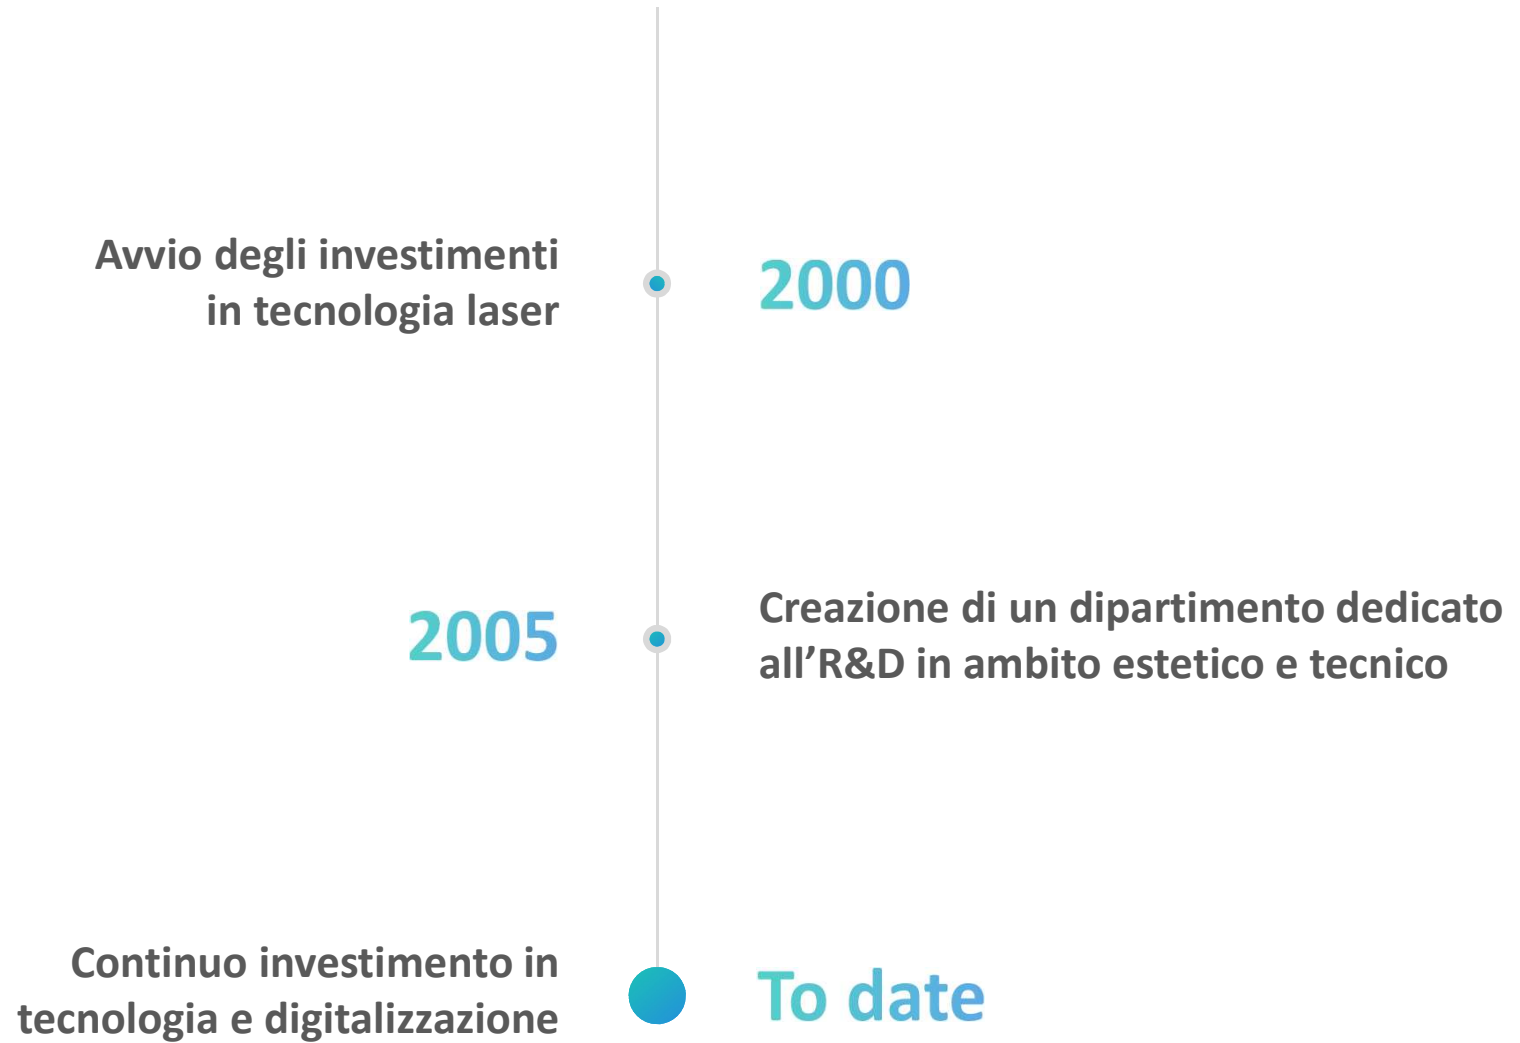 Avvio degli investimenti
in tecnologia laser
2000
2005
Creazione di un dipartimento dedicato
all’R&D in ambito estetico e tecnico
Continuo investimento in
tecnologia e digitalizzazione
To date